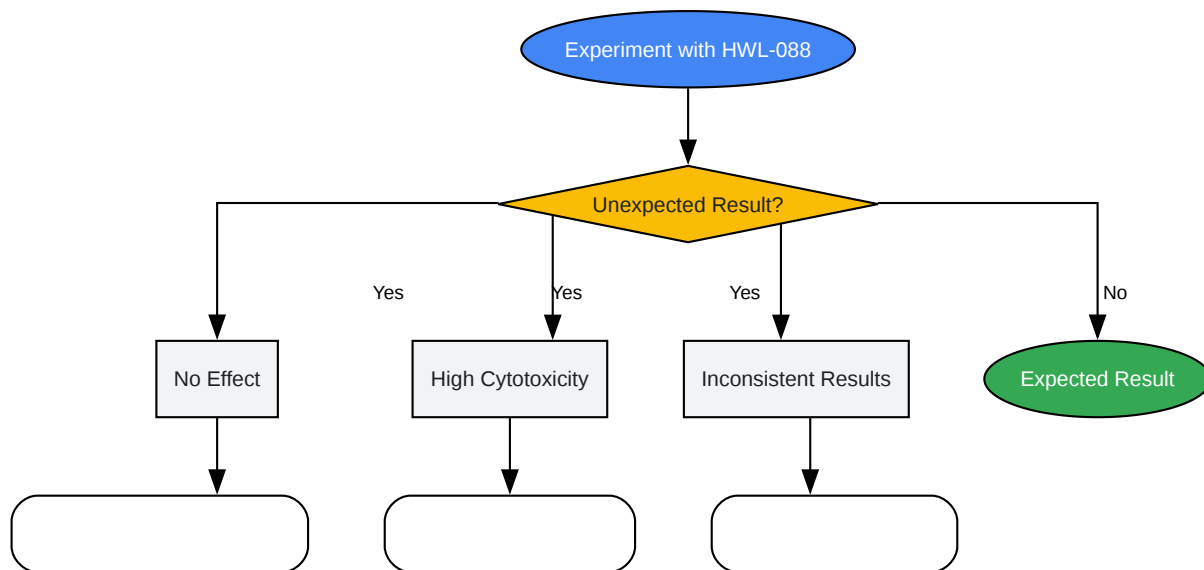 Experiment with HWL-088
Unexpected Result?
Yes
Yes
Yes
No
No Effect
High Cytotoxicity
Inconsistent Results
Expected Result